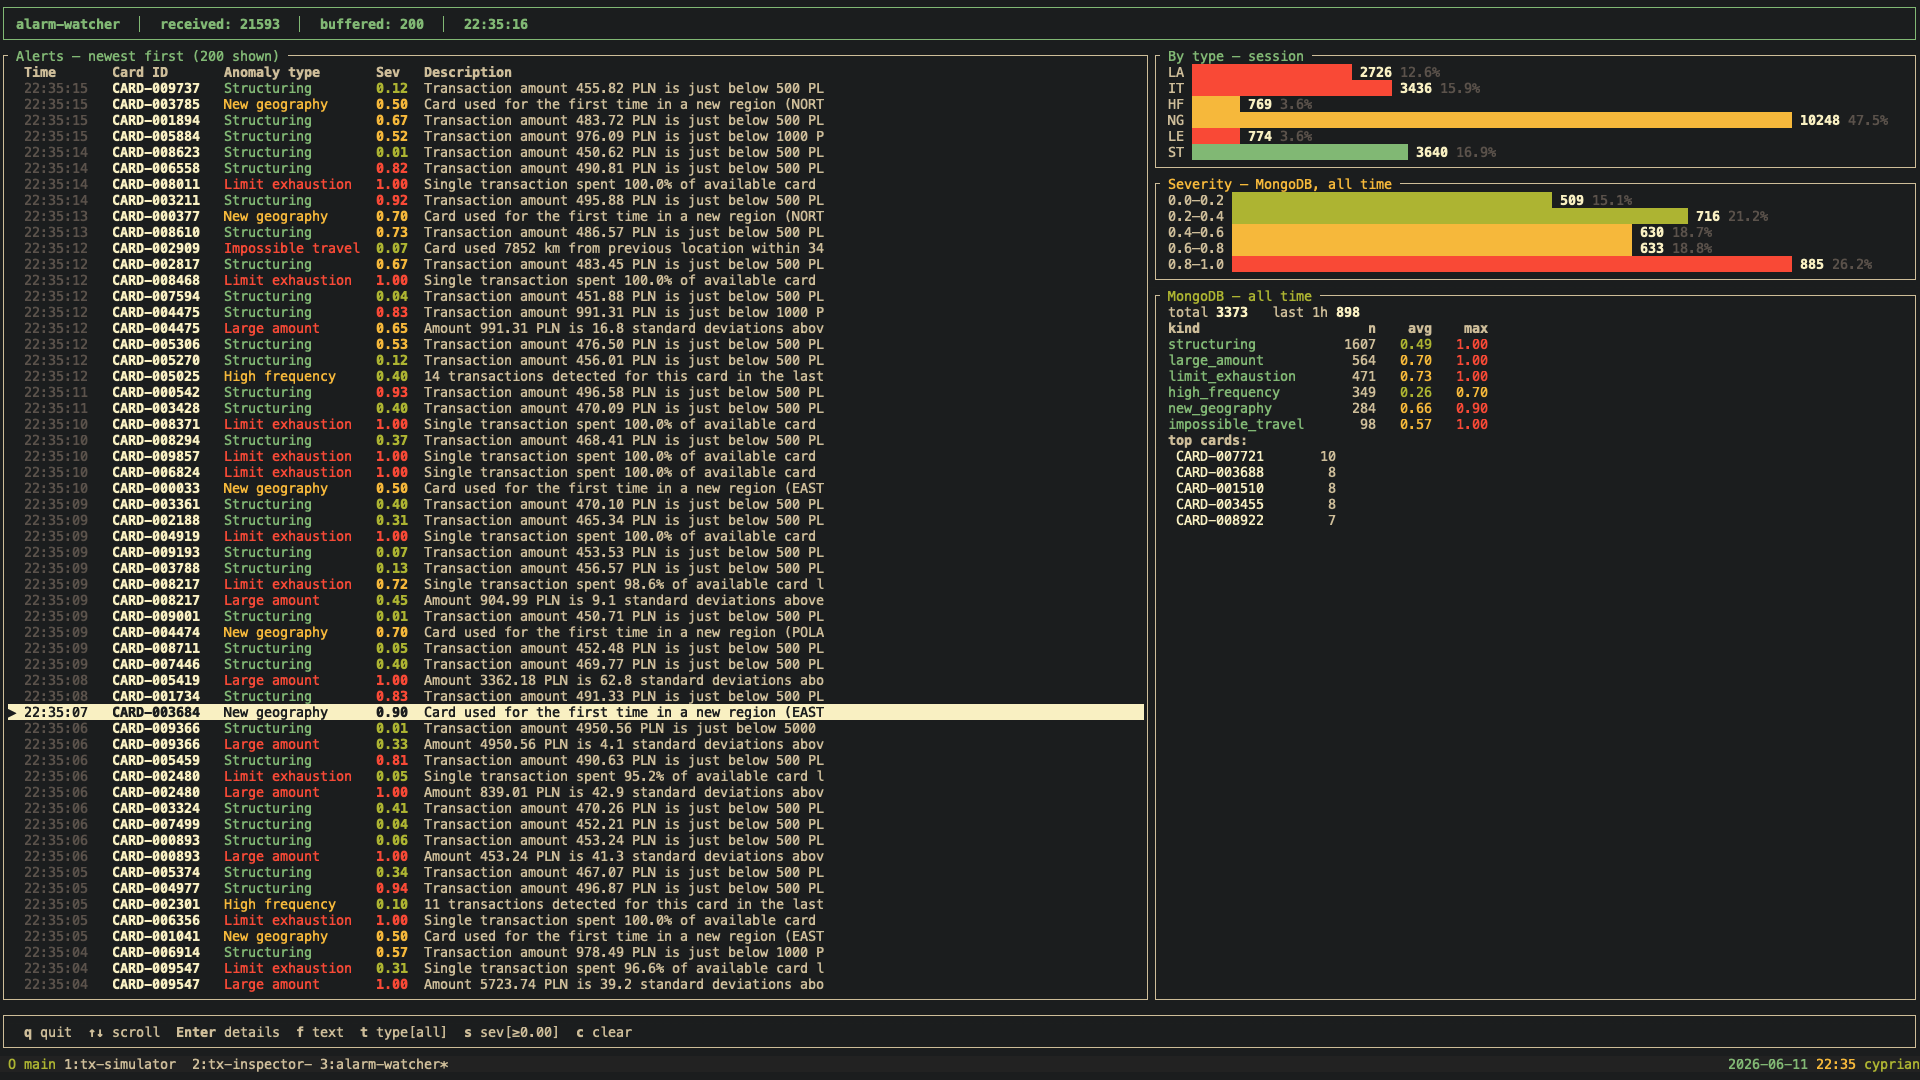 alarm-watcher │ received: 21593 │ buffered: 200 │ 22:35:16
Alerts — newest first (200 shown)
Time Card ID Anomaly type Sev Description
22:35:15 CARD-009737 Structuring 0.12 Transaction amount 455.82 PLN is just below 500 PL
22:35:15 CARD-003785 New geography 0.50 Card used for the first time in a new region (NORT
22:35:15 CARD-001894 Structuring 0.67 Transaction amount 483.72 PLN is just below 500 PL
22:35:15 CARD-005884 Structuring 0.52 Transaction amount 976.09 PLN is just below 1000 P
22:35:14 CARD-008623 Structuring 0.01 Transaction amount 450.62 PLN is just below 500 PL
22:35:14 CARD-006558 Structuring 0.82 Transaction amount 490.81 PLN is just below 500 PL
22:35:14 CARD-008011 Limit exhaustion 1.00 Single transaction spent 100.0% of available card
22:35:14 CARD-003211 Structuring 0.92 Transaction amount 495.88 PLN is just below 500 PL
22:35:13 CARD-000377 New geography 0.70 Card used for the first time in a new region (NORT
22:35:13 CARD-008610 Structuring 0.73 Transaction amount 486.57 PLN is just below 500 PL
22:35:12 CARD-002909 Impossible travel 0.07 Card used 7852 km from previous location within 34
22:35:12 CARD-002817 Structuring 0.67 Transaction amount 483.45 PLN is just below 500 PL
22:35:12 CARD-008468 Limit exhaustion 1.00 Single transaction spent 100.0% of available card
22:35:12 CARD-007594 Structuring 0.04 Transaction amount 451.88 PLN is just below 500 PL
22:35:12 CARD-004475 Structuring 0.83 Transaction amount 991.31 PLN is just below 1000 P
22:35:12 CARD-004475 Large amount 0.65 Amount 991.31 PLN is 16.8 standard deviations abov
22:35:12 CARD-005306 Structuring 0.53 Transaction amount 476.50 PLN is just below 500 PL
22:35:12 CARD-005270 Structuring 0.12 Transaction amount 456.01 PLN is just below 500 PL
22:35:12 CARD-005025 High frequency 0.40 14 transactions detected for this card in the last
22:35:11 CARD-000542 Structuring 0.93 Transaction amount 496.58 PLN is just below 500 PL
22:35:11 CARD-003428 Structuring 0.40 Transaction amount 470.09 PLN is just below 500 PL
22:35:10 CARD-008371 Limit exhaustion 1.00 Single transaction spent 100.0% of available card
22:35:10 CARD-008294 Structuring 0.37 Transaction amount 468.41 PLN is just below 500 PL
22:35:10 CARD-009857 Limit exhaustion 1.00 Single transaction spent 100.0% of available card
22:35:10 CARD-006824 Limit exhaustion 1.00 Single transaction spent 100.0% of available card
22:35:10 CARD-000033 New geography 0.50 Card used for the first time in a new region (EAST
22:35:09 CARD-003361 Structuring 0.40 Transaction amount 470.10 PLN is just below 500 PL
22:35:09 CARD-002188 Structuring 0.31 Transaction amount 465.34 PLN is just below 500 PL
22:35:09 CARD-004919 Limit exhaustion 1.00 Single transaction spent 100.0% of available card
22:35:09 CARD-009193 Structuring 0.07 Transaction amount 453.53 PLN is just below 500 PL
22:35:09 CARD-003788 Structuring 0.13 Transaction amount 456.57 PLN is just below 500 PL
22:35:09 CARD-008217 Limit exhaustion 0.72 Single transaction spent 98.6% of available card l
22:35:09 CARD-008217 Large amount 0.45 Amount 904.99 PLN is 9.1 standard deviations above
22:35:09 CARD-009001 Structuring 0.01 Transaction amount 450.71 PLN is just below 500 PL
22:35:09 CARD-004474 New geography 0.70 Card used for the first time in a new region (POLA
22:35:09 CARD-008711 Structuring 0.05 Transaction amount 452.48 PLN is just below 500 PL
22:35:09 CARD-007446 Structuring 0.40 Transaction amount 469.77 PLN is just below 500 PL
22:35:08 CARD-005419 Large amount 1.00 Amount 3362.18 PLN is 62.8 standard deviations abo
22:35:08 CARD-001734 Structuring 0.83 Transaction amount 491.33 PLN is just below 500 PL
▶ 22:35:07 CARD-003684 New geography 0.90 Card used for the first time in a new region (EAST
22:35:06 CARD-009366 Structuring 0.01 Transaction amount 4950.56 PLN is just below 5000
22:35:06 CARD-009366 Large amount 0.33 Amount 4950.56 PLN is 4.1 standard deviations abov
22:35:06 CARD-005459 Structuring 0.81 Transaction amount 490.63 PLN is just below 500 PL
22:35:06 CARD-002480 Limit exhaustion 0.05 Single transaction spent 95.2% of available card l
22:35:06 CARD-002480 Large amount 1.00 Amount 839.01 PLN is 42.9 standard deviations abov
22:35:06 CARD-003324 Structuring 0.41 Transaction amount 470.26 PLN is just below 500 PL
22:35:06 CARD-007499 Structuring 0.04 Transaction amount 452.21 PLN is just below 500 PL
22:35:06 CARD-000893 Structuring 0.06 Transaction amount 453.24 PLN is just below 500 PL
22:35:06 CARD-000893 Large amount 1.00 Amount 453.24 PLN is 41.3 standard deviations abov
22:35:05 CARD-005374 Structuring 0.34 Transaction amount 467.07 PLN is just below 500 PL
22:35:05 CARD-004977 Structuring 0.94 Transaction amount 496.87 PLN is just below 500 PL
22:35:05 CARD-002301 High frequency 0.10 11 transactions detected for this card in the last
22:35:05 CARD-006356 Limit exhaustion 1.00 Single transaction spent 100.0% of available card
22:35:05 CARD-001041 New geography 0.50 Card used for the first time in a new region (EAST
22:35:04 CARD-006914 Structuring 0.57 Transaction amount 978.49 PLN is just below 1000 P
22:35:04 CARD-009547 Limit exhaustion 0.31 Single transaction spent 96.6% of available card l
22:35:04 CARD-009547 Large amount 1.00 Amount 5723.74 PLN is 39.2 standard deviations abo
By type — session
LA 2726 12.6%
IT 3436 15.9%
HF 769 3.6%
NG 10248 47.5%
LE 774 3.6%
ST 3640 16.9%
Severity — MongoDB, all time
0.0–0.2 509 15.1%
0.2–0.4 716 21.2%
0.4–0.6 630 18.7%
0.6–0.8 633 18.8%
0.8–1.0 885 26.2%
MongoDB — all time
total 3373 last 1h 898
kind n avg max
structuring 1607 0.49 1.00
large_amount 564 0.70 1.00
limit_exhaustion 471 0.73 1.00
high_frequency 349 0.26 0.70
new_geography 284 0.66 0.90
impossible_travel 98 0.57 1.00
top cards:
CARD-007721 10
CARD-003688 8
CARD-001510 8
CARD-003455 8
CARD-008922 7
q quit ↑↓ scroll Enter details f text t type[all] s sev[≥0.00] c clear
0 main 1:tx-simulator 2:tx-inspector- 3:alarm-watcher* 2026-06-11 22:35 cyprian